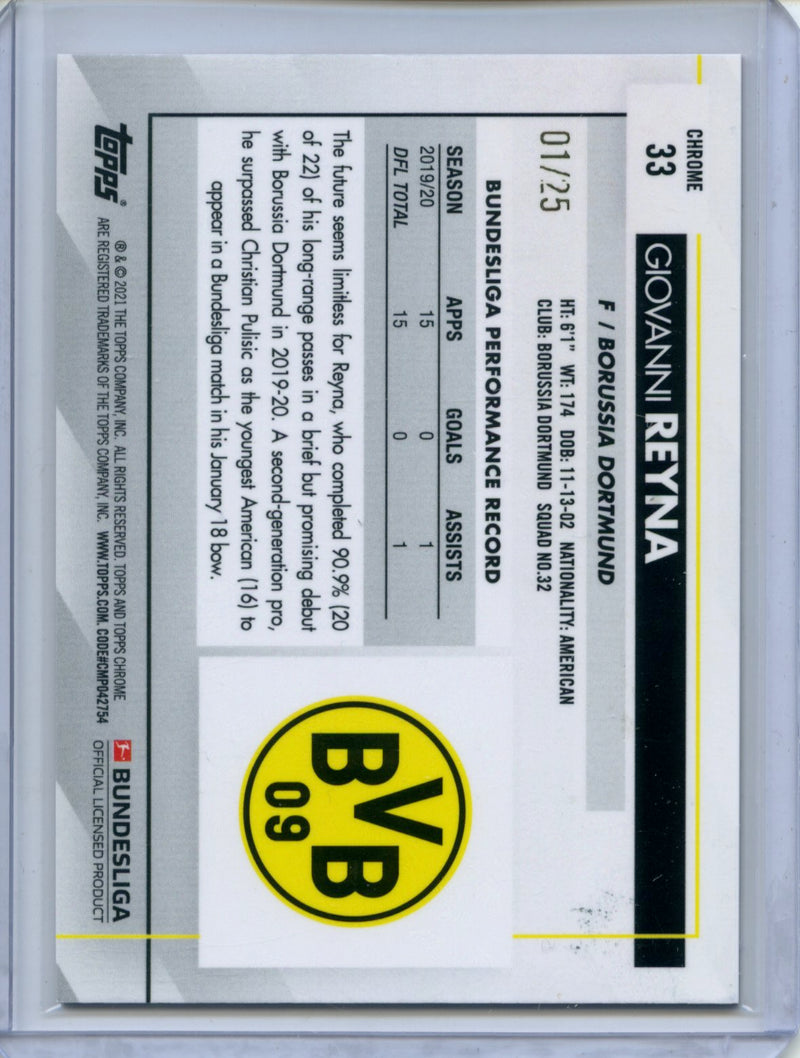 CHROME
33
GIOVANNI REYNA
F / BORUSSIA DORTMUND
01/25
HT: 6'1" WT: 174 DOB: 11-13-02 NATIONALITY: AMERICAN
CLUB: BORUSSIA DORTMUND SQUAD NO.32
BUNDESLIGA PERFORMANCE RECORD
SEASON APPS GOALS ASSISTS
2019/20 15 0 1
DFL TOTAL 15 0 1
The future seems limitless for Reyna, who completed 90.9% (20
of 22) of his long-range passes in a brief but promising debut
with Borussia Dortmund in 2019-20. A second-generation pro,
he surpassed Christian Pulisic as the youngest American (16) to
appear in a Bundesliga match in his January 18 bow.
BVB
09
topps®
® & © 2021 THE TOPPS COMPANY, INC. ALL RIGHTS RESERVED. TOPPS AND TOPPS CHROME
ARE REGISTERED TRADEMARKS OF THE TOPPS COMPANY, INC. WWW.TOPPS.COM. CODE#CMP042754
BUNDESLIGA
OFFICIAL LICENSED PRODUCT